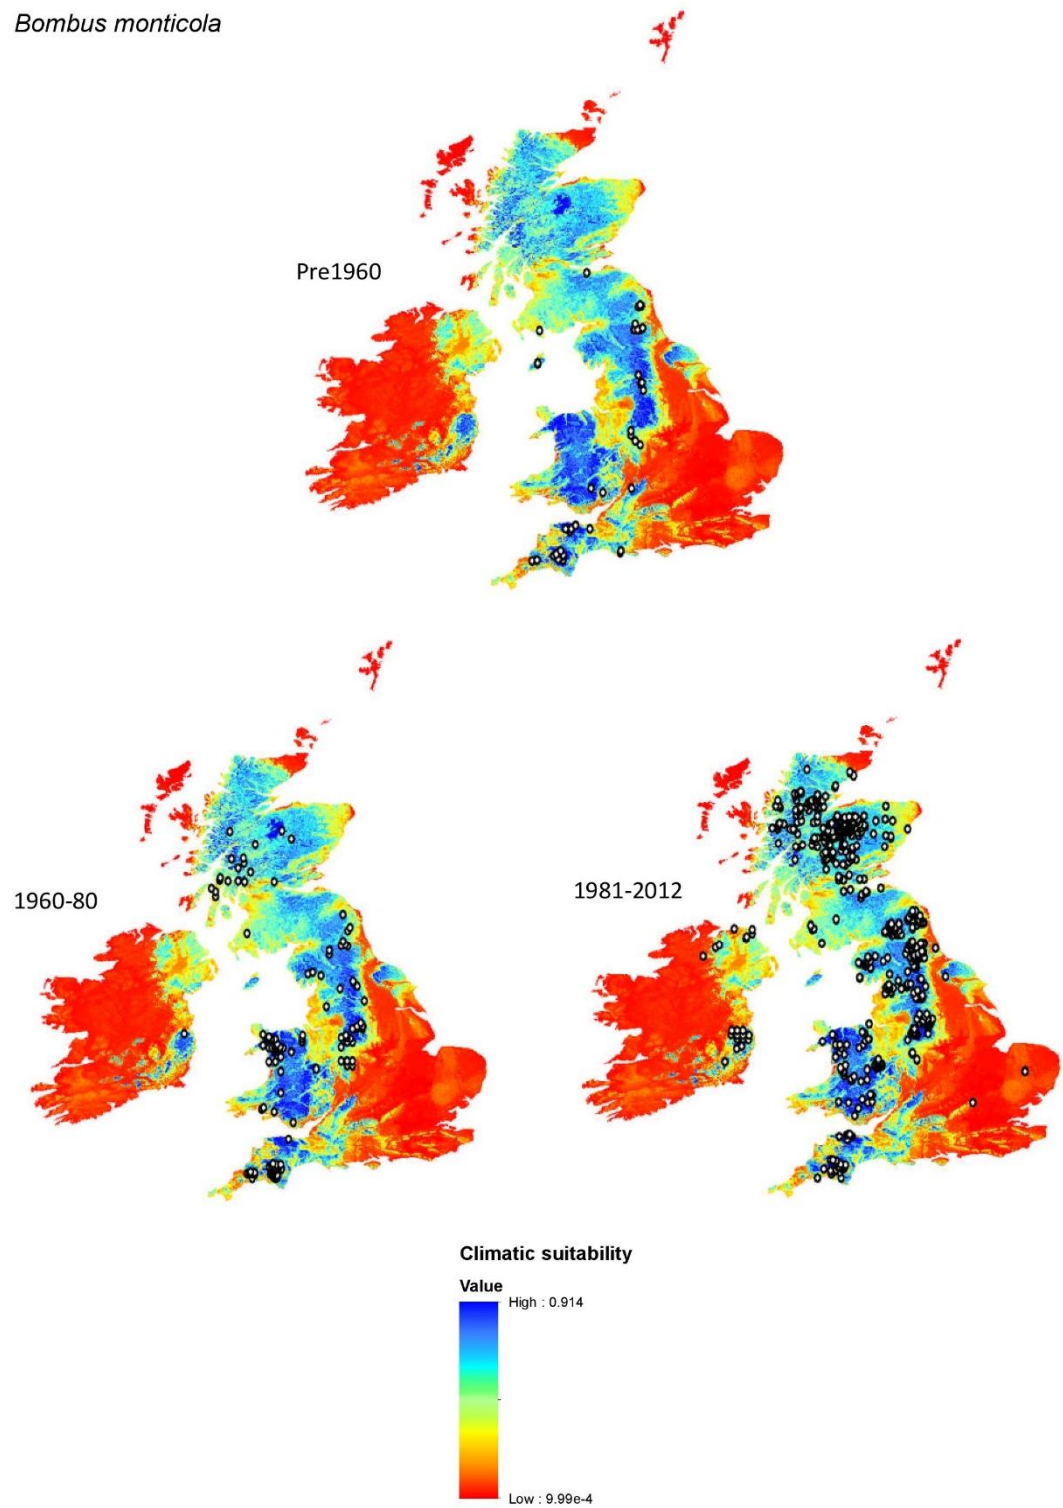 Bombus monticola
Pre1960
1960-80
1981-2012
Climatic suitability
Value
High : 0.914
Low : 9.99e-4